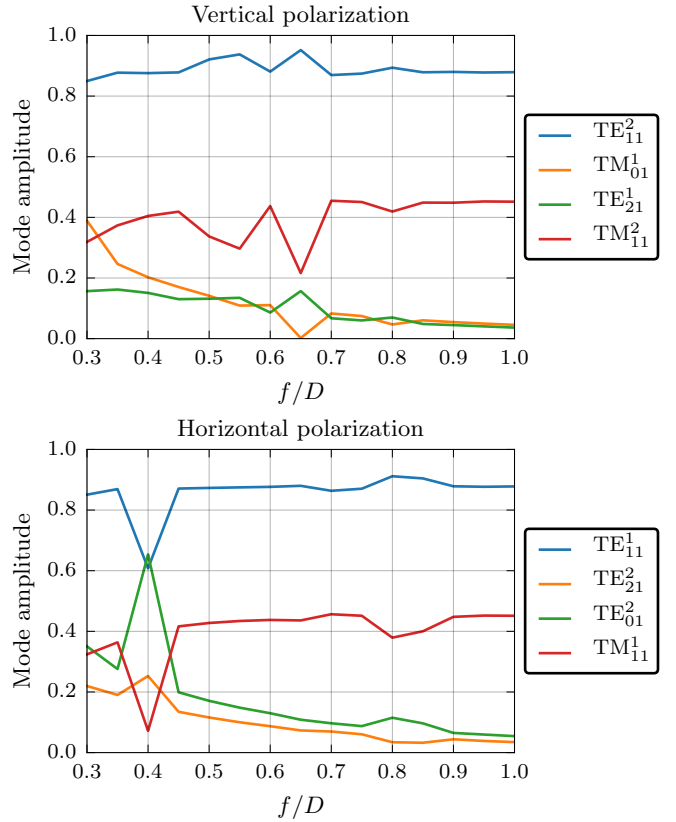 Vertical polarization
1.0
0.8
0.6
0.4
0.2
0.0
Mode amplitude
0.3 0.4 0.5 0.6 0.7 0.8 0.9 1.0
f/D
TE²₁₁
TM¹₀₁
TE¹₂₁
TM²₁₁
Horizontal polarization
1.0
0.8
0.6
0.4
0.2
0.0
Mode amplitude
0.3 0.4 0.5 0.6 0.7 0.8 0.9 1.0
f/D
TE¹₁₁
TE²₂₁
TE²₀₁
TM¹₁₁